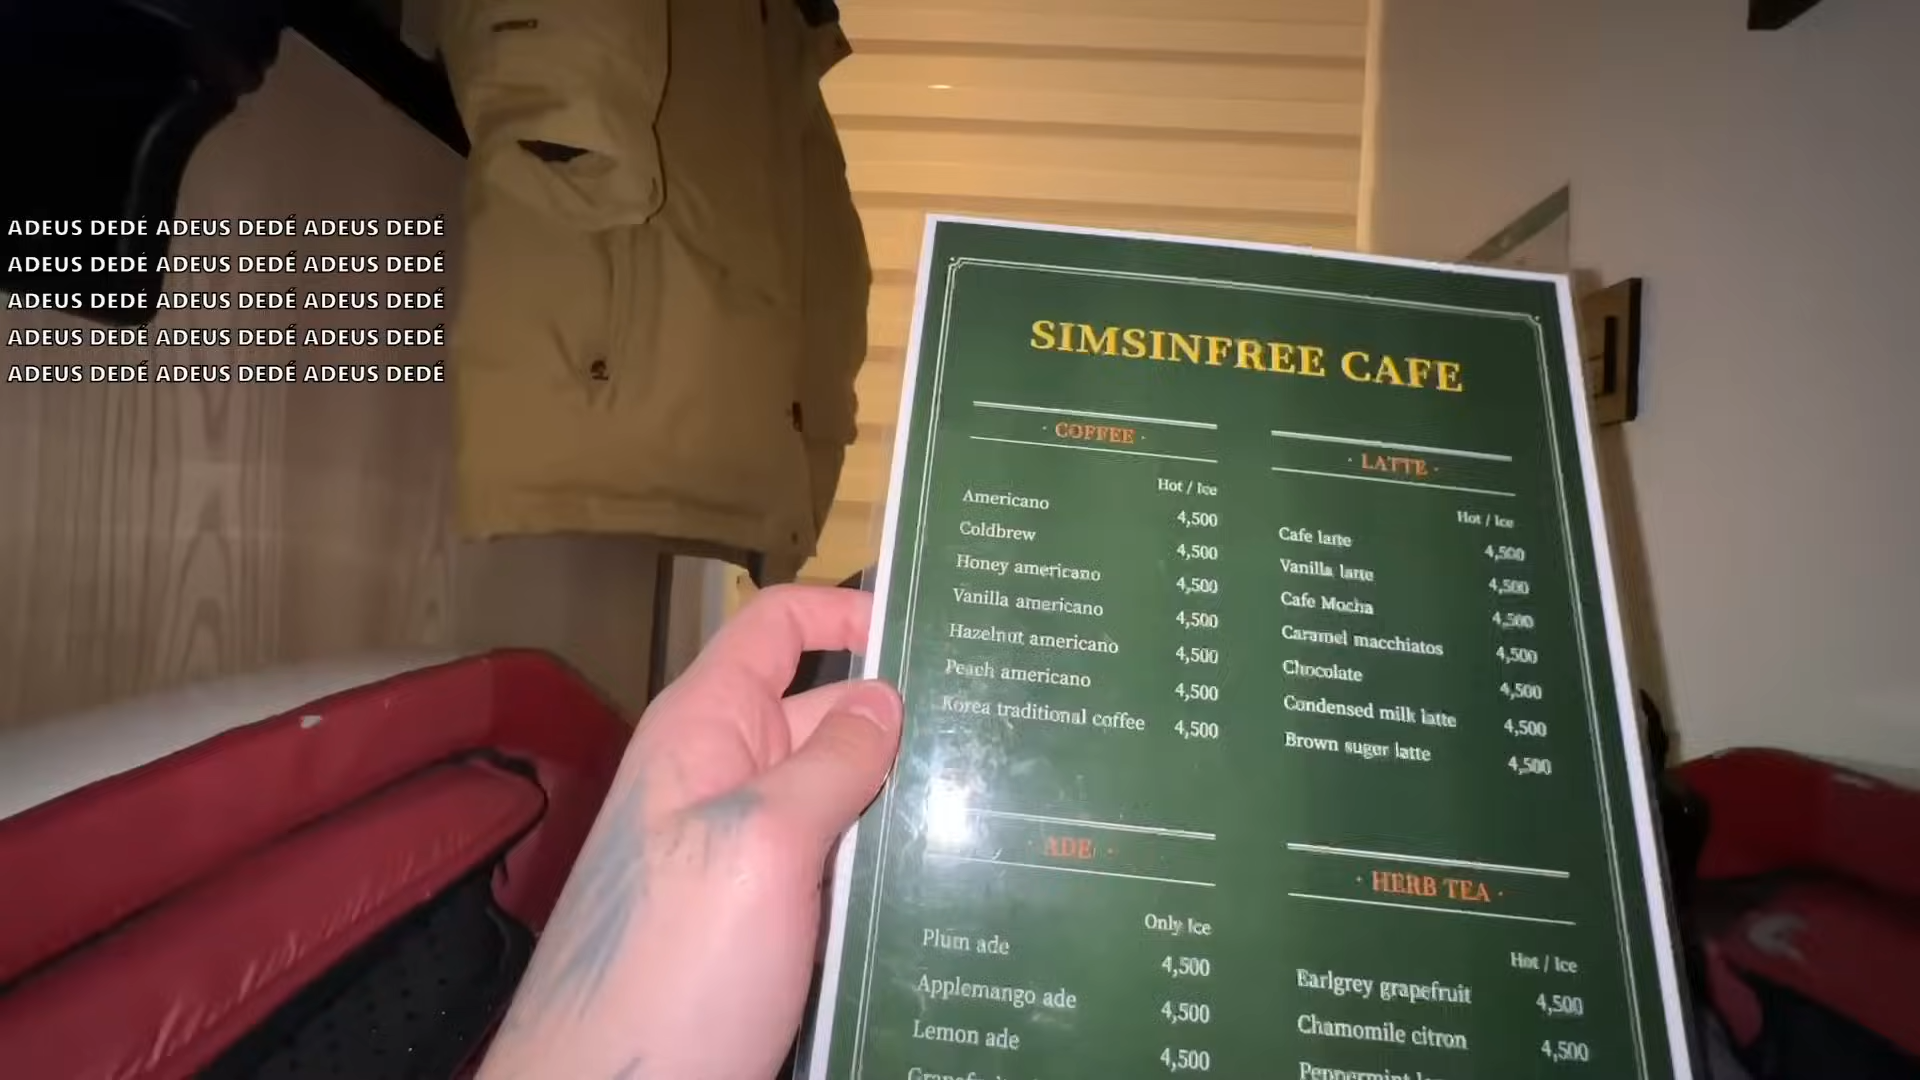 ADEUS DEDÉ ADEUS DEDÉ ADEUS DEDÉ
ADEUS DEDÉ ADEUS DEDÉ ADEUS DEDÉ
ADEUS DEDÉ ADEUS DEDÉ ADEUS DEDÉ
ADEUS DEDÉ ADEUS DEDÉ ADEUS DEDÉ
ADEUS DEDÉ ADEUS DEDÉ ADEUS DEDÉ
SIMSINFREE CAFE
· COFFEE ·
Hot / Ice
Americano 4,500
Coldbrew 4,500
Honey americano 4,500
Vanilla americano 4,500
Hazelnut americano 4,500
Peach americano 4,500
Korea traditional coffee 4,500
· LATTE ·
Hot / Ice
Cafe latte 4,500
Vanilla latte 4,500
Cafe Mocha 4,500
Caramel macchiatos 4,500
Chocolate 4,500
Condensed milk latte 4,500
Brown suger latte 4,500
· ADE ·
Only Ice
Plum ade 4,500
Applemango ade 4,500
Lemon ade 4,500
· HERB TEA ·
Hot / Ice
Earlgrey grapefruit 4,500
Chamomile citron 4,500
Peppermint